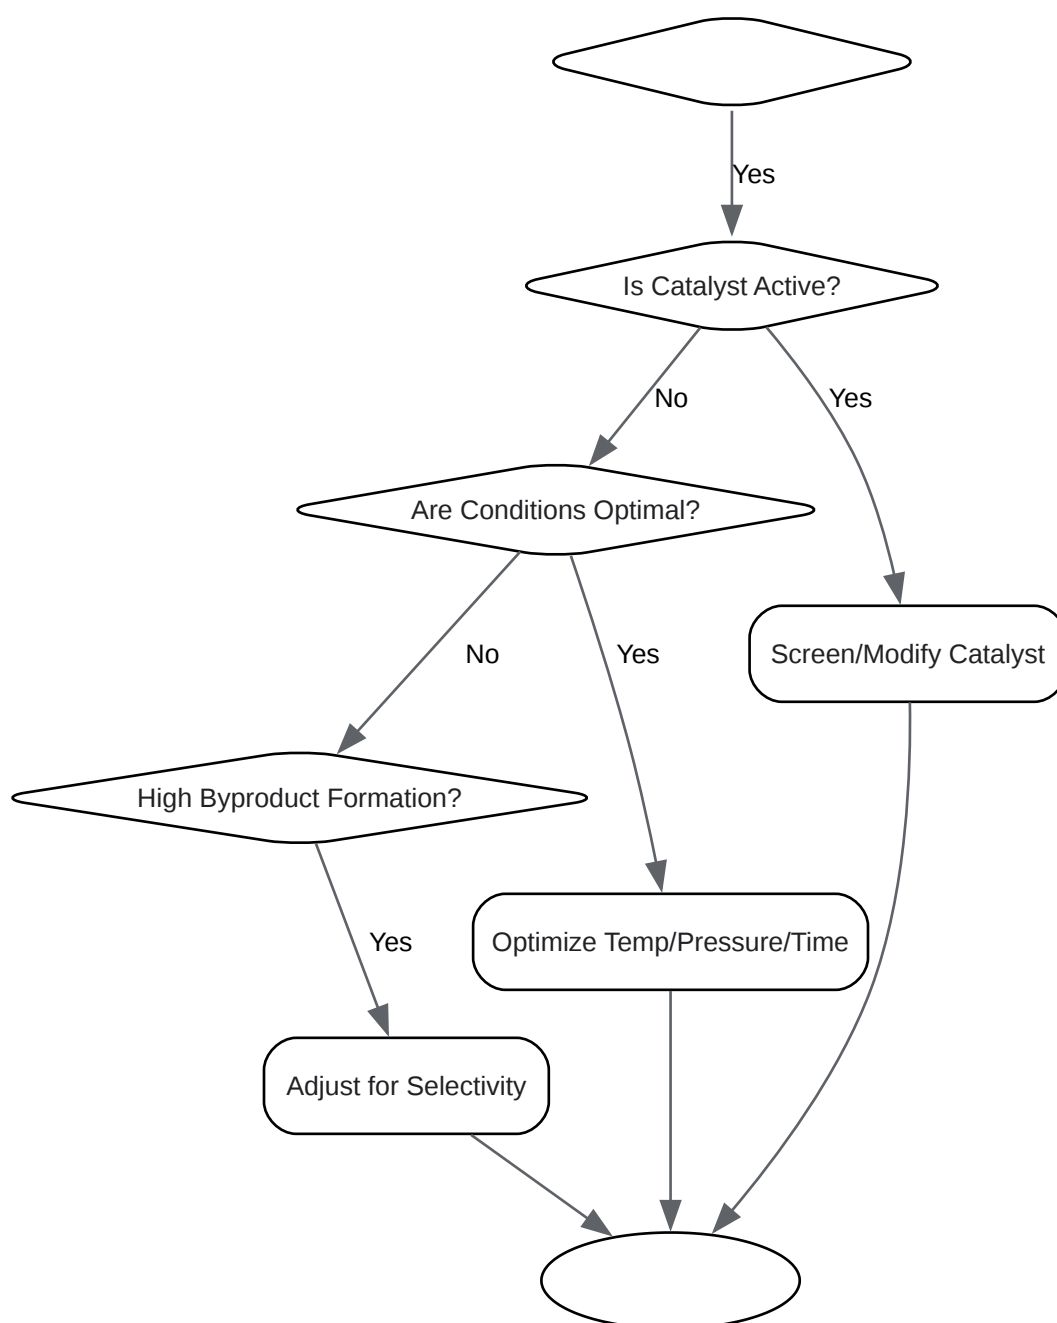 Yes
Is Catalyst Active?
No
Yes
Are Conditions Optimal?
No
Yes
Screen/Modify Catalyst
High Byproduct Formation?
Yes
Optimize Temp/Pressure/Time
Adjust for Selectivity